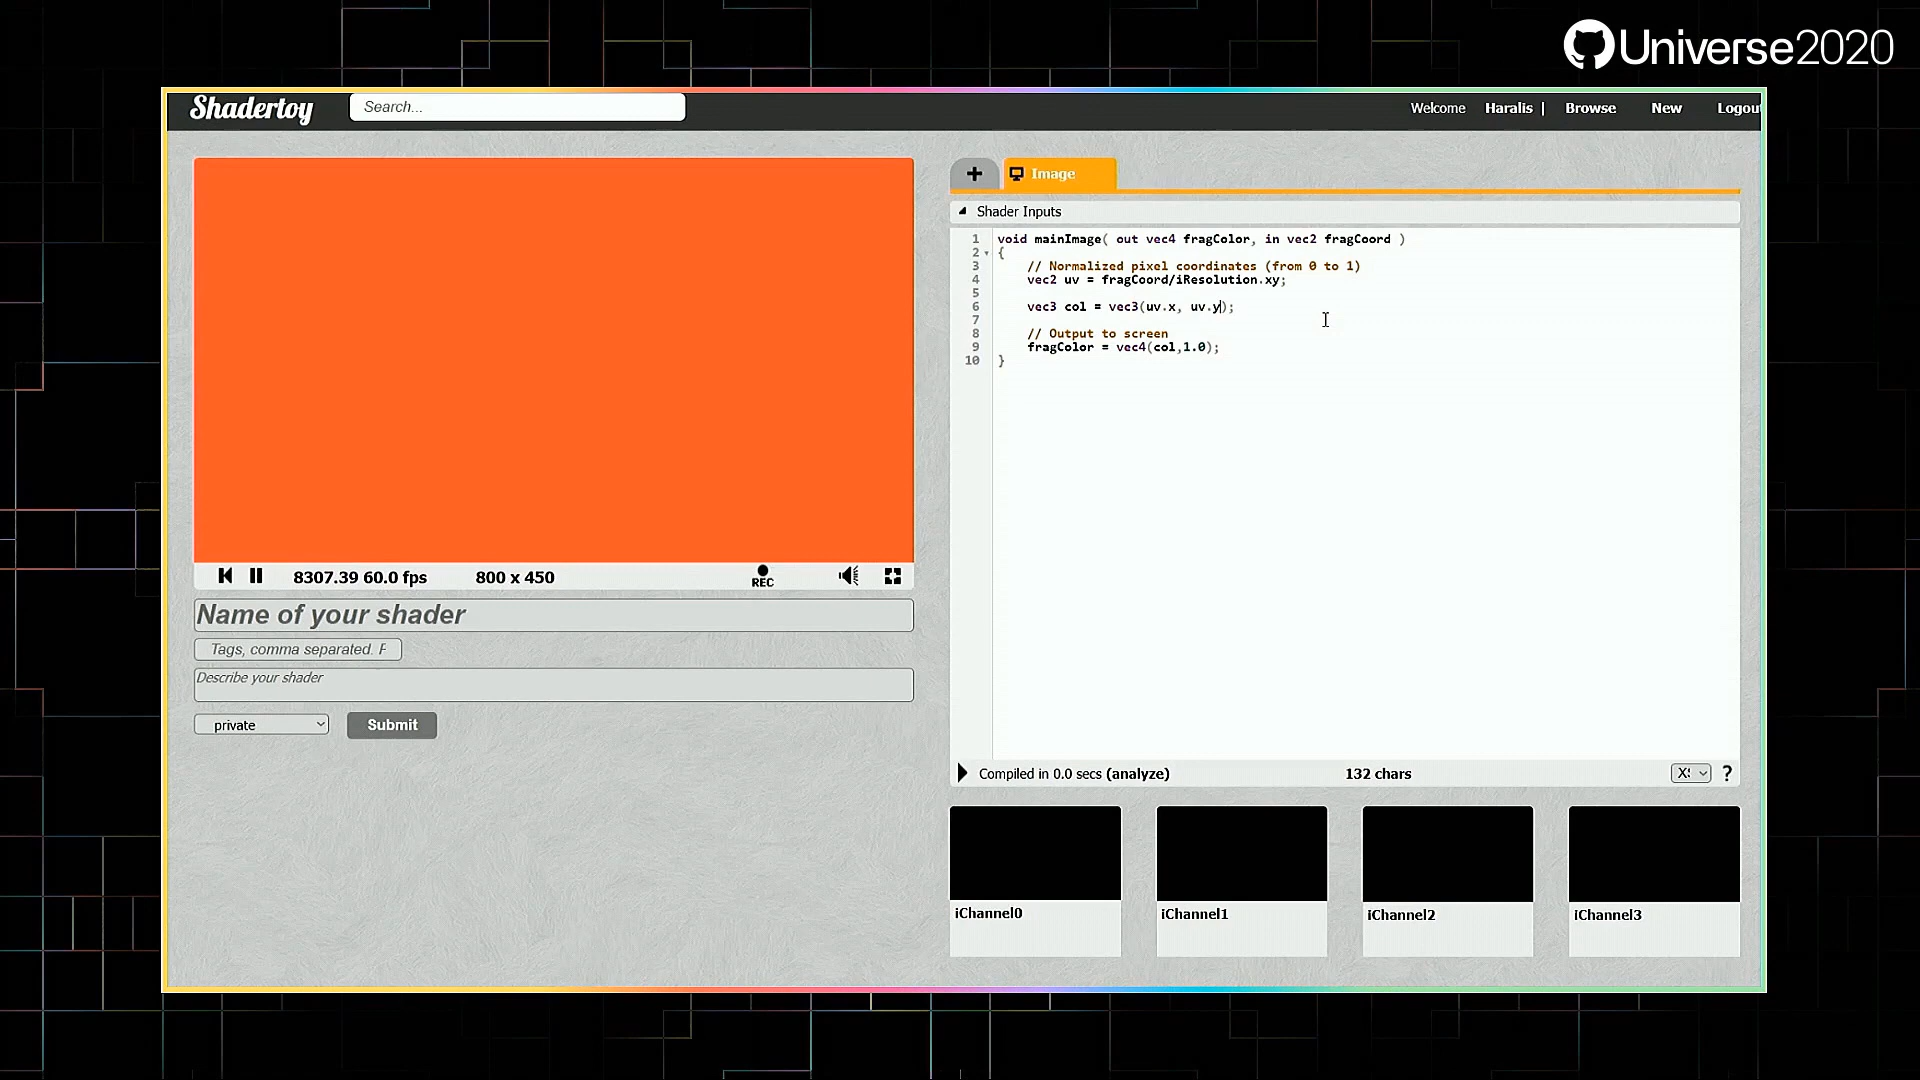 Universe2020
Shadertoy
Search...
Welcome Haralis | Browse New Logout
Image
Shader Inputs
1 void mainImage( out vec4 fragColor, in vec2 fragCoord )
2 {
3 // Normalized pixel coordinates (from 0 to 1)
4 vec2 uv = fragCoord/iResolution.xy;
5
6 vec3 col = vec3(uv.x, uv.y);
7
8 // Output to screen
9 fragColor = vec4(col,1.0);
10 }
8307.39 60.0 fps 800 x 450 REC
Name of your shader
Tags, comma separated. F
Describe your shader
private Submit
Compiled in 0.0 secs (analyze) 132 chars ?
iChannel0 iChannel1 iChannel2 iChannel3